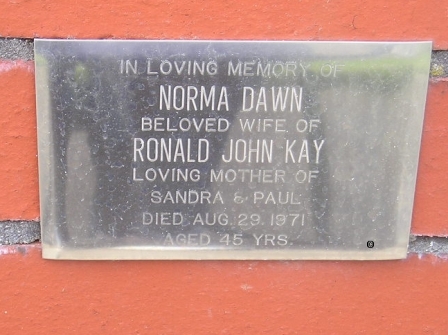 IN LOVING MEMORY OF
NORMA DAWN
BELOVED WIFE OF
RONALD JOHN KAY
LOVING MOTHER OF
SANDRA & PAUL
DIED AUG. 29. 1971
AGED 45 YRS.